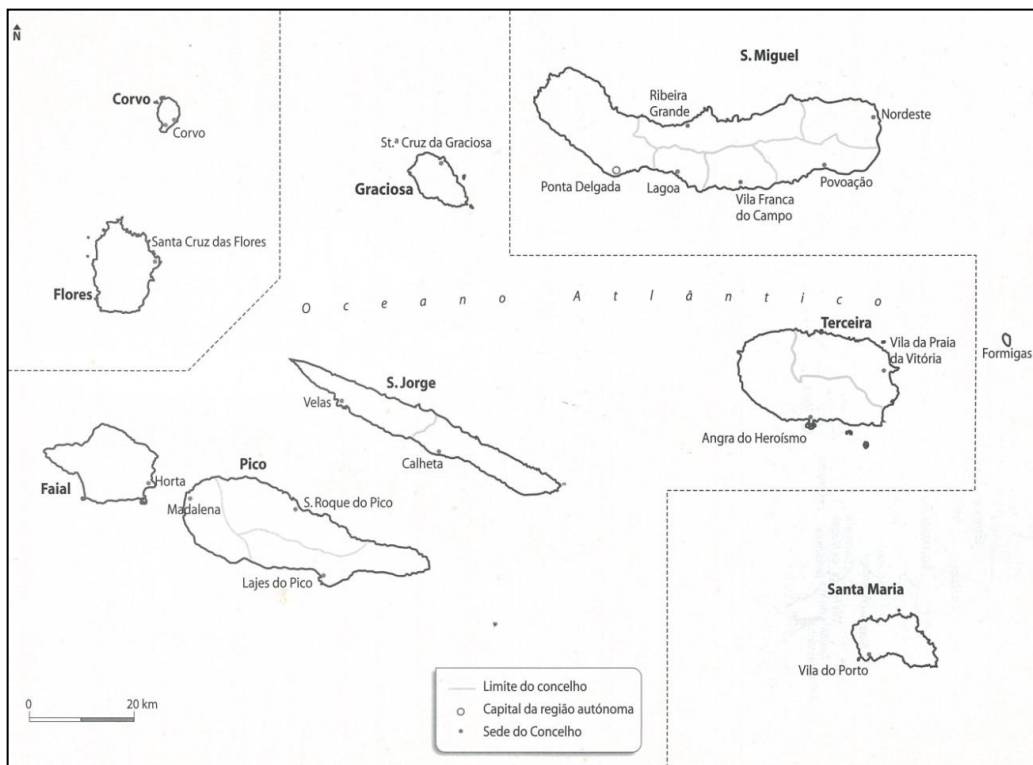 N
S. Miguel
Corvo
Corvo
Ribeira
Grande
Nordeste
St.ª Cruz da Graciosa
Graciosa
Ponta Delgada
Lagoa
Vila Franca
do Campo
Povoação
Santa Cruz das Flores
Flores
Oceano Atlântico
Terceira
Vila da Praia
da Vitória
Formigas
S. Jorge
Velas
Angra do Heroísmo
Calheta
Pico
Faial
Horta
Madalena
S. Roque do Pico
Lajes do Pico
Santa Maria
Vila do Porto
0
20 km
Limite do concelho
Capital da região autónoma
Sede do Concelho